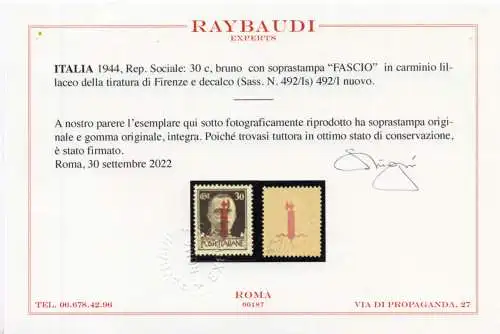 RAYBAUDI
EXPERTS
ITALIA 1944, Rep. Sociale: 30 c, bruno con soprastampa “FASCIO” in carminio lil-
laceo della tiratura di Firenze e decalco (Sass. N. 492/Is) 492/I nuovo.
A nostro parere l'esemplare qui sotto fotograficamente riprodotto ha soprastampa origi-
nale e gomma originale, integra. Poiché trovasi tuttora in ottimo stato di conservazione,
è stato firmato.
Roma, 30 settembre 2022
30
POSTE ITALIANE
ROMA
00187
TEL. 06.678.42.96
VIA DI PROPAGANDA, 27